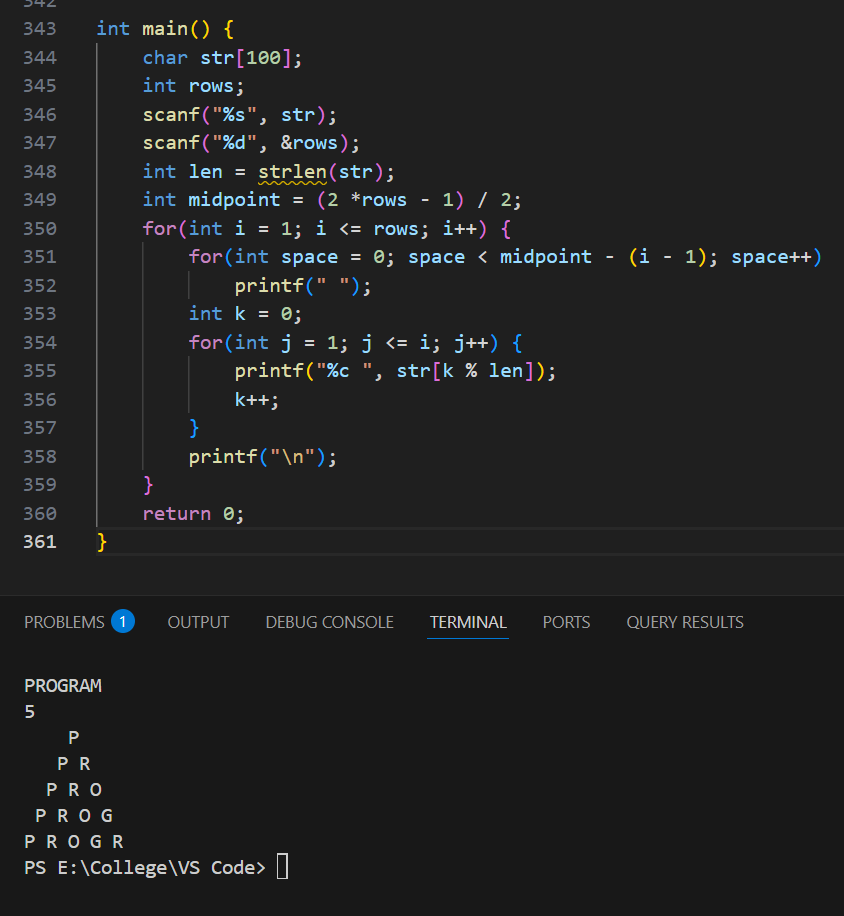 342
343 int main() {
344     char str[100];
345     int rows;
346     scanf("%s", str);
347     scanf("%d", &rows);
348     int len = strlen(str);
349     int midpoint = (2 *rows - 1) / 2;
350     for(int i = 1; i <= rows; i++) {
351         for(int space = 0; space < midpoint - (i - 1); space++)
352             printf(" ");
353         int k = 0;
354         for(int j = 1; j <= i; j++) {
355             printf("%c ", str[k % len]);
356             k++;
357         }
358         printf("\n");
359     }
360     return 0;
361 }
PROBLEMS 1 OUTPUT DEBUG CONSOLE TERMINAL PORTS QUERY RESULTS
PROGRAM
5
    P
   P R
  P R O
 P R O G
P R O G R
PS E:\College\VS Code>